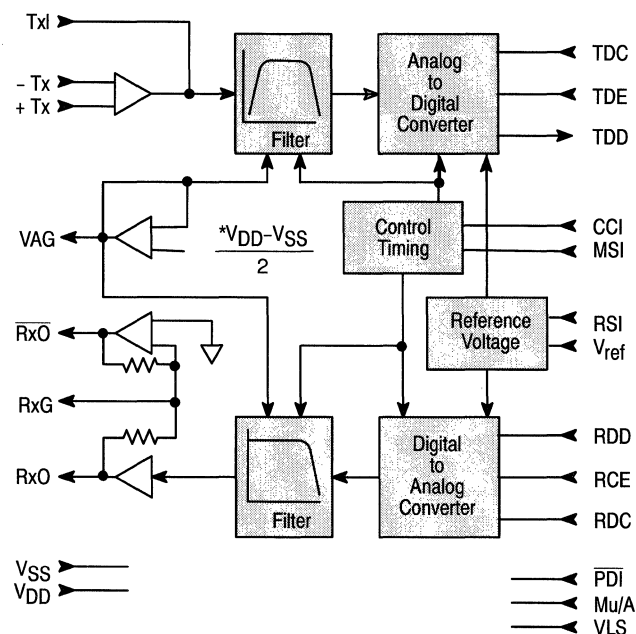 TxI
– Tx
+ Tx
Filter
Analog
to
Digital
Converter
TDC
TDE
TDD
VAG
*VDD–VSS
2
Control
Timing
CCI
MSI
RxO
RxG
RxO
Reference
Voltage
RSI
Vref
Filter
Digital
to
Analog
Converter
RDD
RCE
RDC
VSS
VDD
PDI
Mu/A
VLS